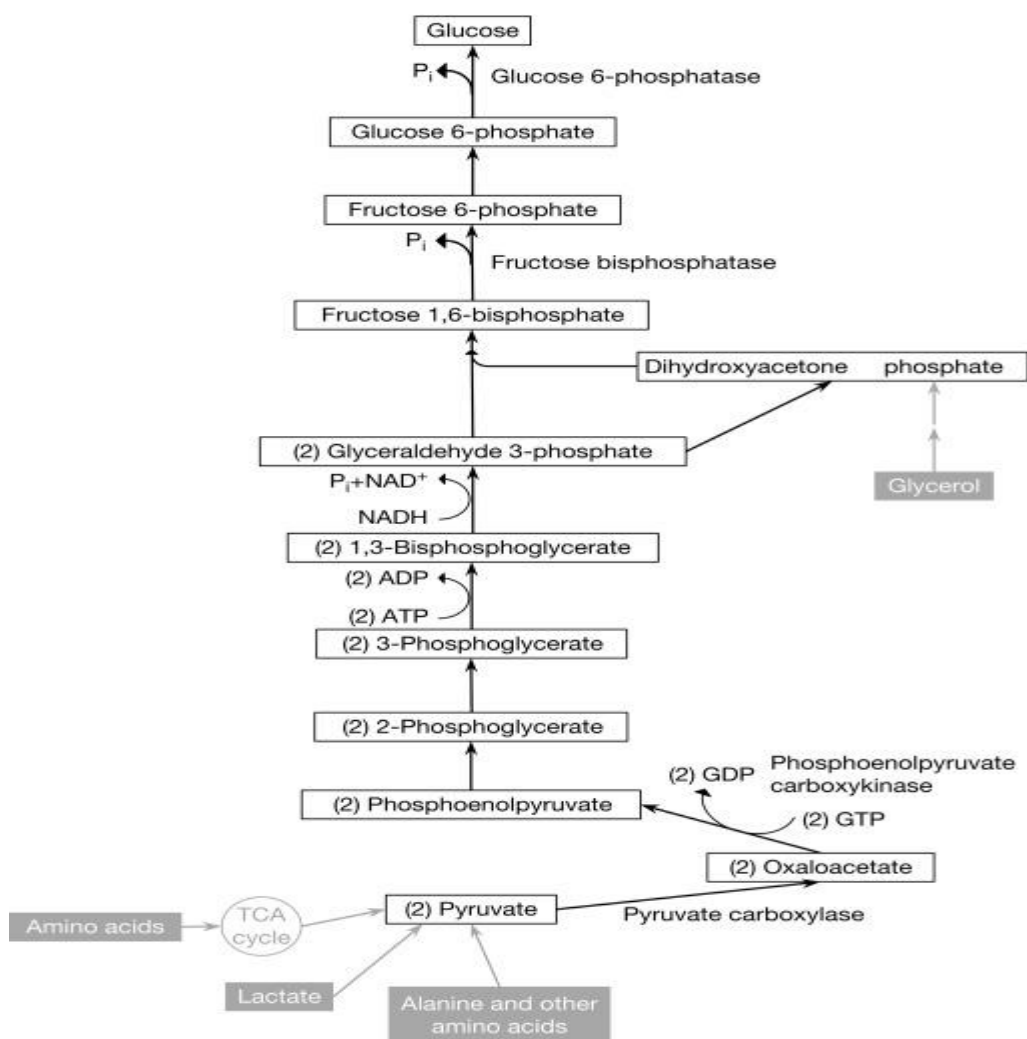 Glucose
Pi
Glucose 6-phosphatase
Glucose 6-phosphate
Fructose 6-phosphate
Pi
Fructose bisphosphatase
Fructose 1,6-bisphosphate
Dihydroxyacetone phosphate
(2) Glyceraldehyde 3-phosphate
Pi+NAD+
Glycerol
NADH
(2) 1,3-Bisphosphoglycerate
(2) ADP
(2) ATP
(2) 3-Phosphoglycerate
(2) 2-Phosphoglycerate
(2) GDP
Phosphoenolpyruvate
carboxykinase
(2) Phosphoenolpyruvate
(2) GTP
(2) Oxaloacetate
(2) Pyruvate
Pyruvate carboxylase
Amino acids
TCA
cycle
Lactate
Alanine and other
amino acids